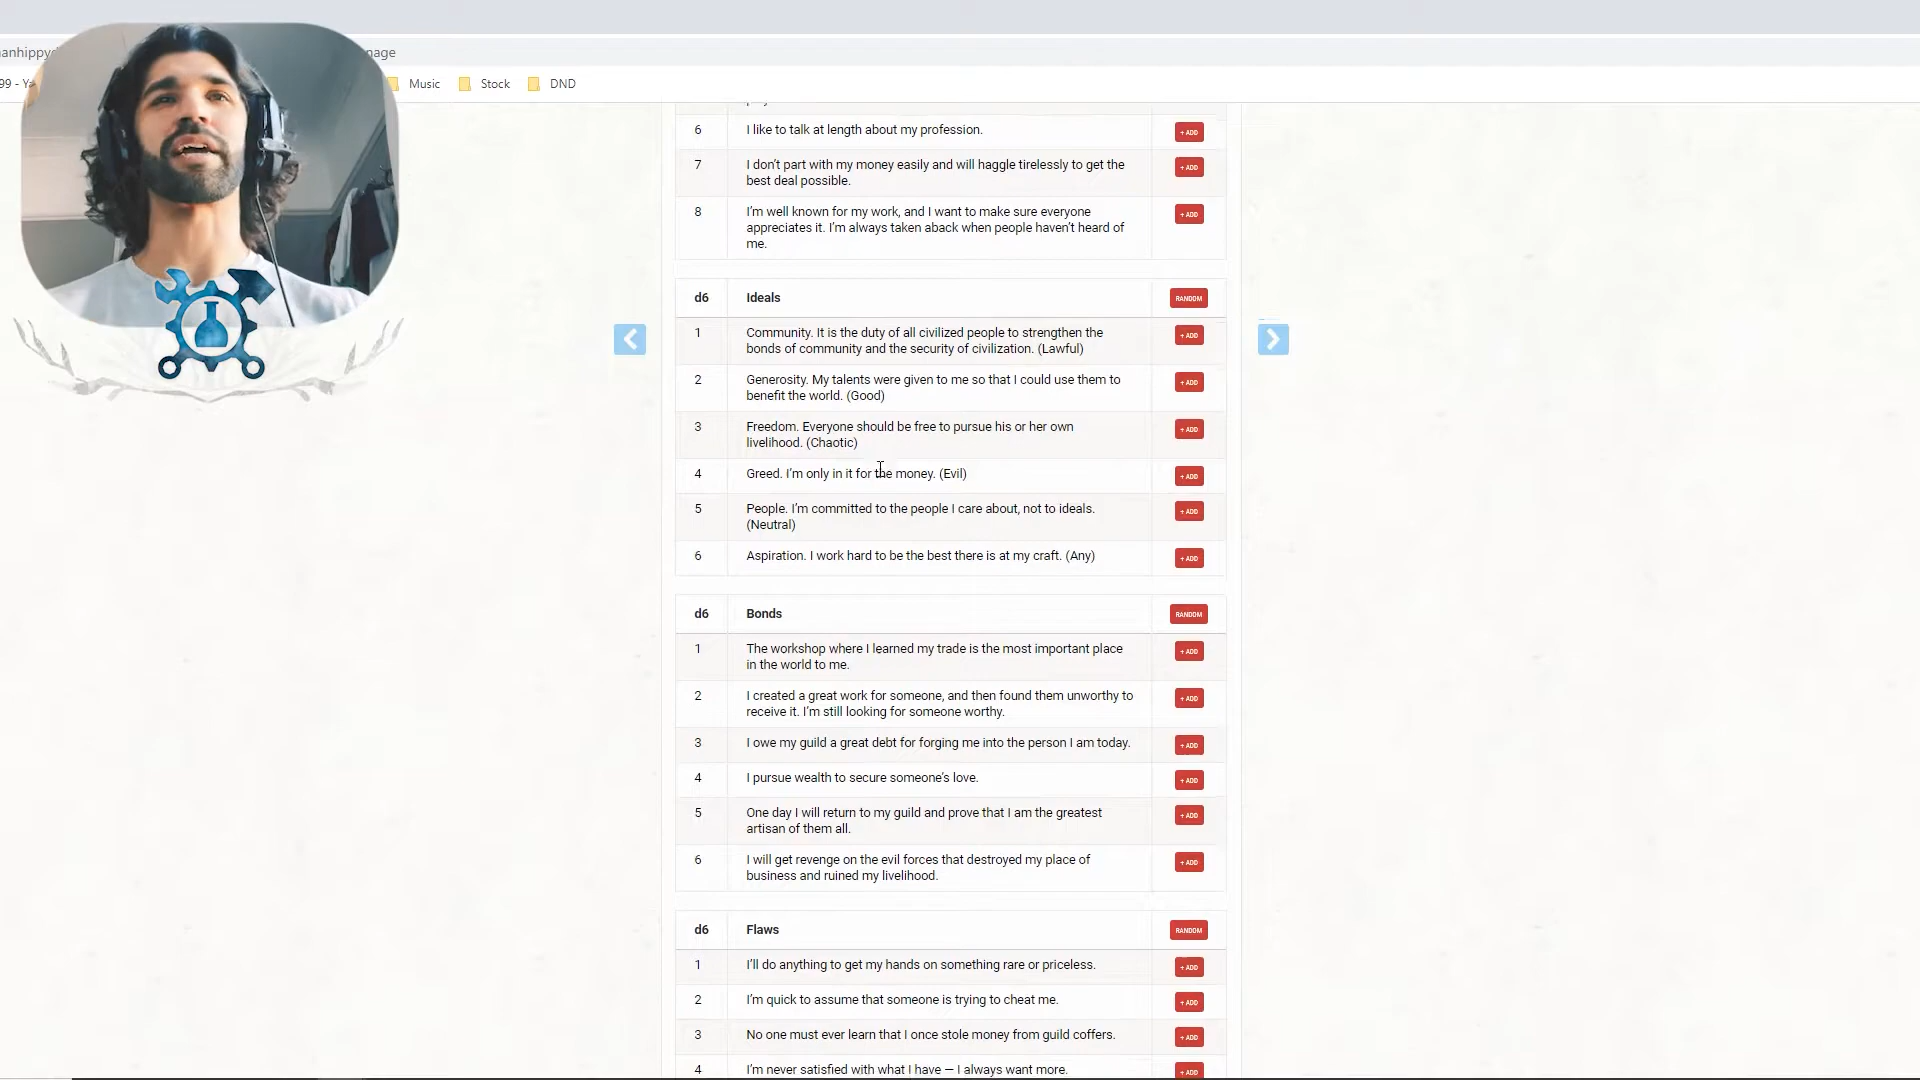 anhippy
nage
99 - Ya
Music
Stock
DND
6 I like to talk at length about my profession. + ADD
7 I don't part with my money easily and will haggle tirelessly to get the + ADD
best deal possible.
8 I'm well known for my work, and I want to make sure everyone + ADD
appreciates it. I'm always taken aback when people haven't heard of
me.
d6 Ideals RANDOM
1 Community. It is the duty of all civilized people to strengthen the + ADD
bonds of community and the security of civilization. (Lawful)
2 Generosity. My talents were given to me so that I could use them to + ADD
benefit the world. (Good)
3 Freedom. Everyone should be free to pursue his or her own + ADD
livelihood. (Chaotic)
4 Greed. I'm only in it for the money. (Evil) + ADD
5 People. I'm committed to the people I care about, not to ideals. + ADD
(Neutral)
6 Aspiration. I work hard to be the best there is at my craft. (Any) + ADD
d6 Bonds RANDOM
1 The workshop where I learned my trade is the most important place + ADD
in the world to me.
2 I created a great work for someone, and then found them unworthy to + ADD
receive it. I'm still looking for someone worthy.
3 I owe my guild a great debt for forging me into the person I am today. + ADD
4 I pursue wealth to secure someone's love. + ADD
5 One day I will return to my guild and prove that I am the greatest + ADD
artisan of them all.
6 I will get revenge on the evil forces that destroyed my place of + ADD
business and ruined my livelihood.
d6 Flaws RANDOM
1 I'll do anything to get my hands on something rare or priceless. + ADD
2 I'm quick to assume that someone is trying to cheat me. + ADD
3 No one must ever learn that I once stole money from guild coffers. + ADD
4 I'm never satisfied with what I have — I always want more. + ADD